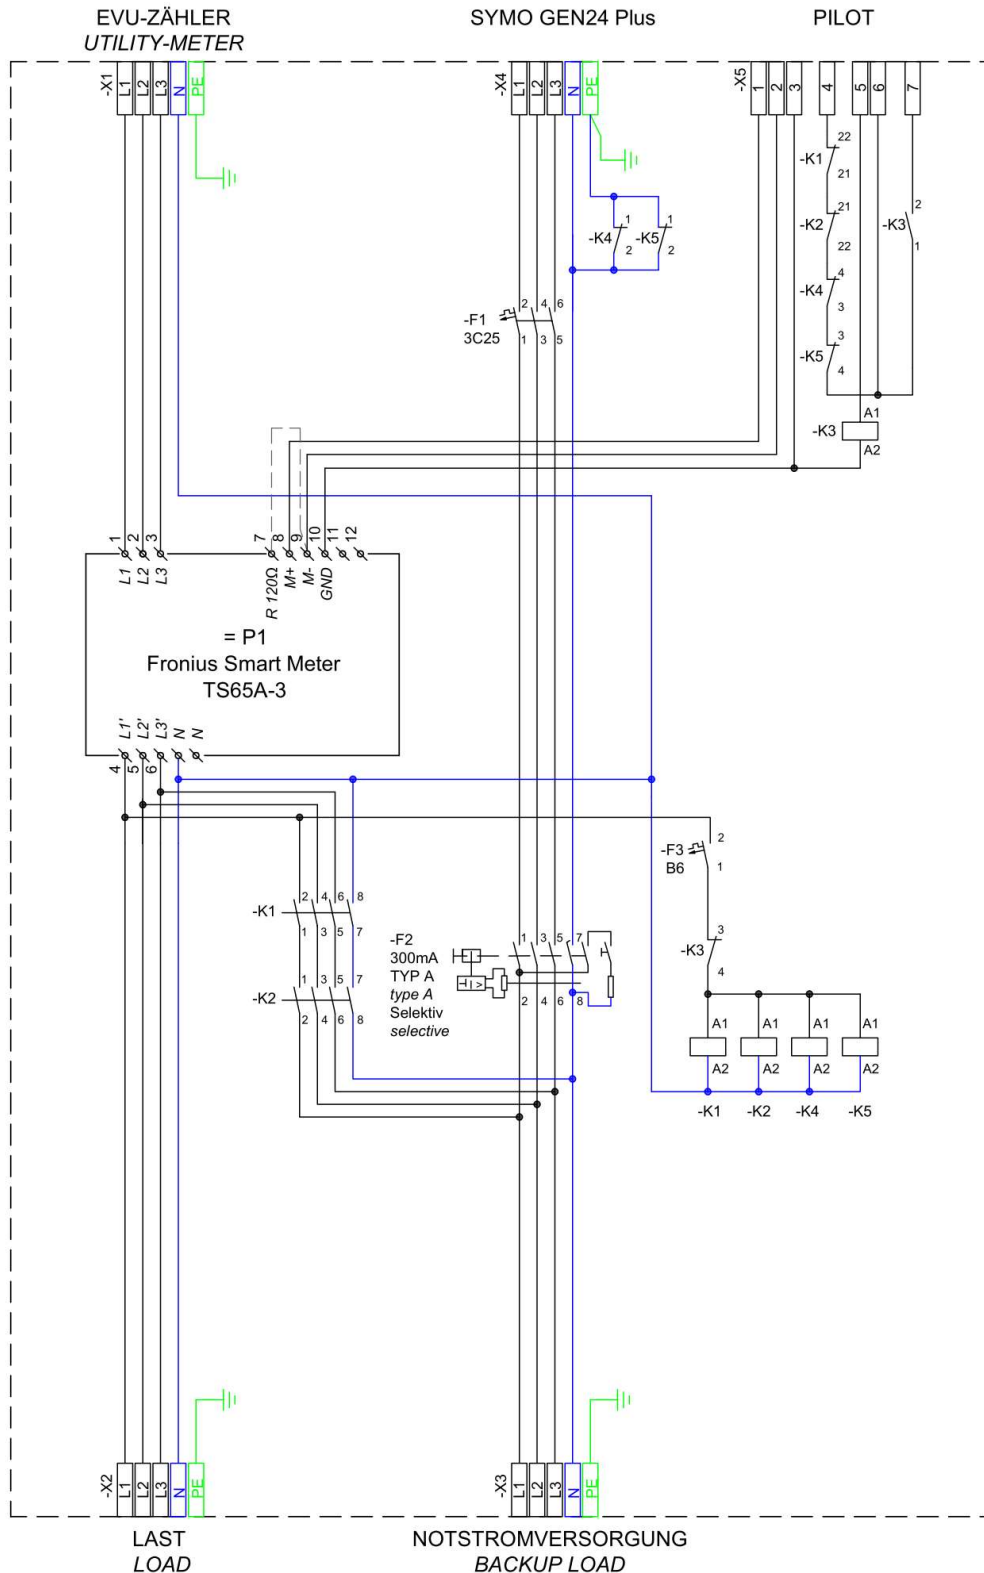 EVU-ZÄHLER
UTILITY-METER
SYMO GEN24 Plus
PILOT
-X1
L1
L2
L3
N
PE
-X4
L1
L2
L3
N
PE
-X5
1
2
3
4
5
6
7
22
-K1
21
21
-K2
22
4
-K4
3
3
-K5
4
2
-K3
1
1
-K4
2
1
-K5
2
-F1
3C25
2 4 6
1 3 5
A1
-K3
A2
1
2
3
7
8
9
10
11
12
L1
L2
L3
R 120Ω
M+
M-
GND
= P1
Fronius Smart Meter
TS65A-3
L1'
L2'
L3'
N
N
4
5
6
2
-F3
B6
1
3
-K3
4
2 4 6 8
-K1
1 3 5 7
1 3 5 7
-K2
2 4 6 8
-F2
300mA
TYP A
type A
Selektiv
selective
1 3 5 7
2 4 6 8
A1 A1 A1 A1
A2 A2 A2 A2
-K1 -K2 -K4 -K5
-X2
L1
L2
L3
N
PE
-X3
L1
L2
L3
N
PE
LAST
LOAD
NOTSTROMVERSORGUNG
BACKUP LOAD